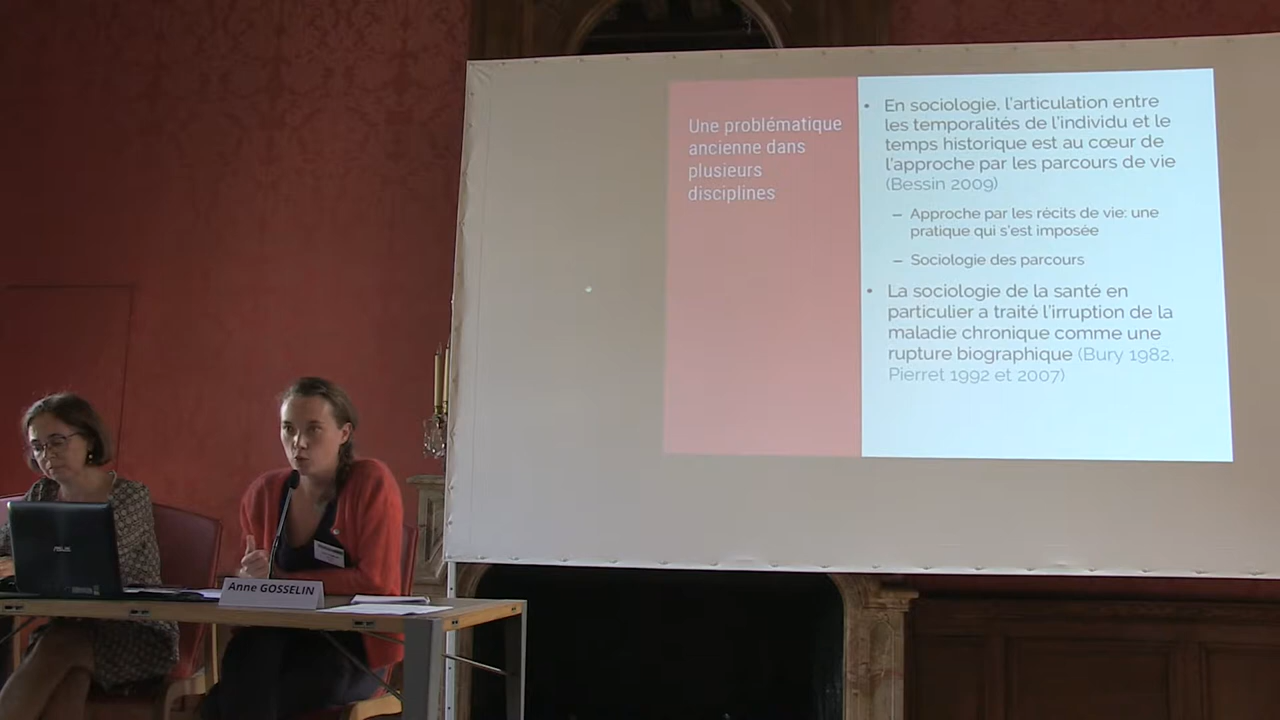 Une problématique
ancienne dans
plusieurs
disciplines
• En sociologie, l'articulation entre
les temporalités de l'individu et le
temps historique est au cœur de
l'approche par les parcours de vie
(Bessin 2009)
– Approche par les récits de vie: une
pratique qui s'est imposée
– Sociologie des parcours
• La sociologie de la santé en
particulier a traité l'irruption de la
maladie chronique comme une
rupture biographique (Bury 1982,
Pierret 1992 et 2007)
ASUS
Anne GOSSELIN